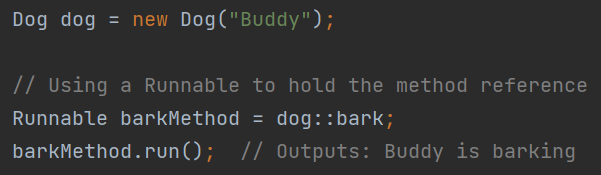 Dog dog = new Dog("Buddy");
// Using a Runnable to hold the method reference
Runnable barkMethod = dog::bark;
barkMethod.run();  // Outputs: Buddy is barking